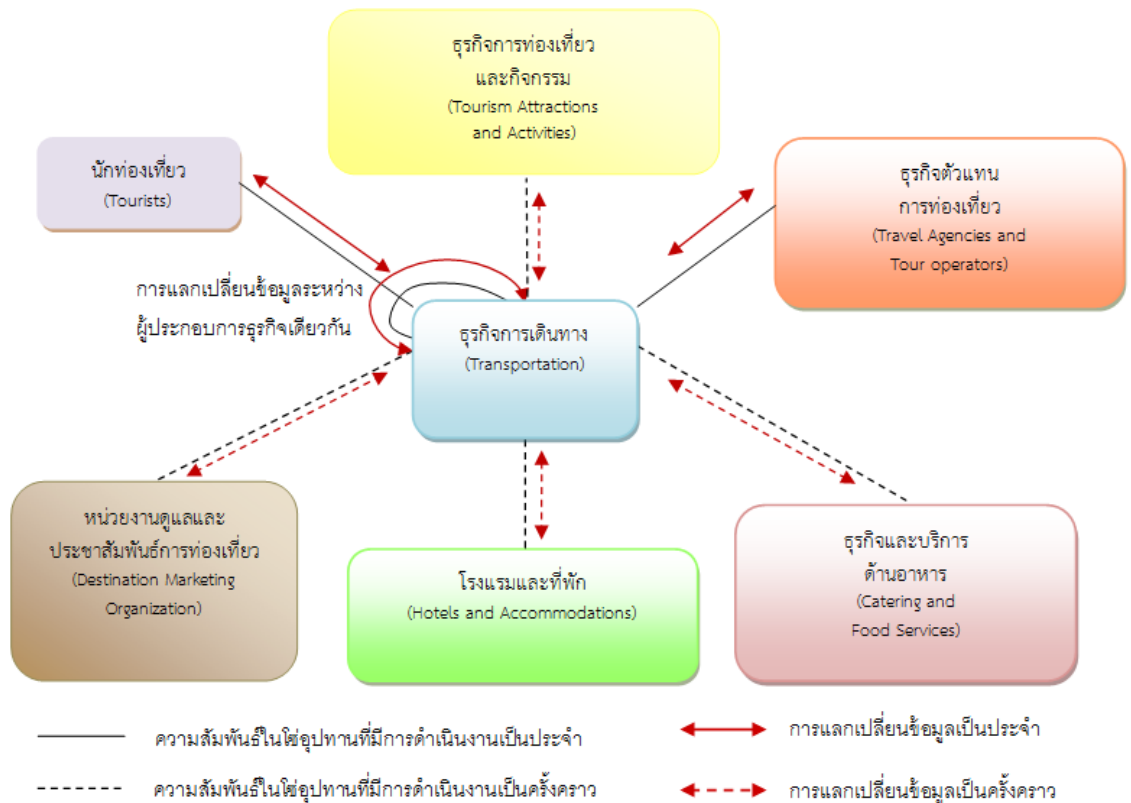 ธุรกิจการท่องเที่ยว
และกิจกรรม
(Tourism Attractions
and Activities)
นักท่องเที่ยว
(Tourists)
ธุรกิจตัวแทน
การท่องเที่ยว
(Travel Agencies and
Tour operators)
การแลกเปลี่ยนข้อมูลระหว่าง
ผู้ประกอบการธุรกิจเดียวกัน
ธุรกิจการเดินทาง
(Transportation)
หน่วยงานดูแลและ
ประชาสัมพันธ์การท่องเที่ยว
(Destination Marketing
Organization)
โรงแรมและที่พัก
(Hotels and Accommodations)
ธุรกิจและบริการ
ด้านอาหาร
(Catering and
Food Services)
ความสัมพันธ์ในโซ่อุปทานที่มีการดำเนินงานเป็นประจำ
การแลกเปลี่ยนข้อมูลเป็นประจำ
ความสัมพันธ์ในโซ่อุปทานที่มีการดำเนินงานเป็นครั้งคราว
การแลกเปลี่ยนข้อมูลเป็นครั้งคราว